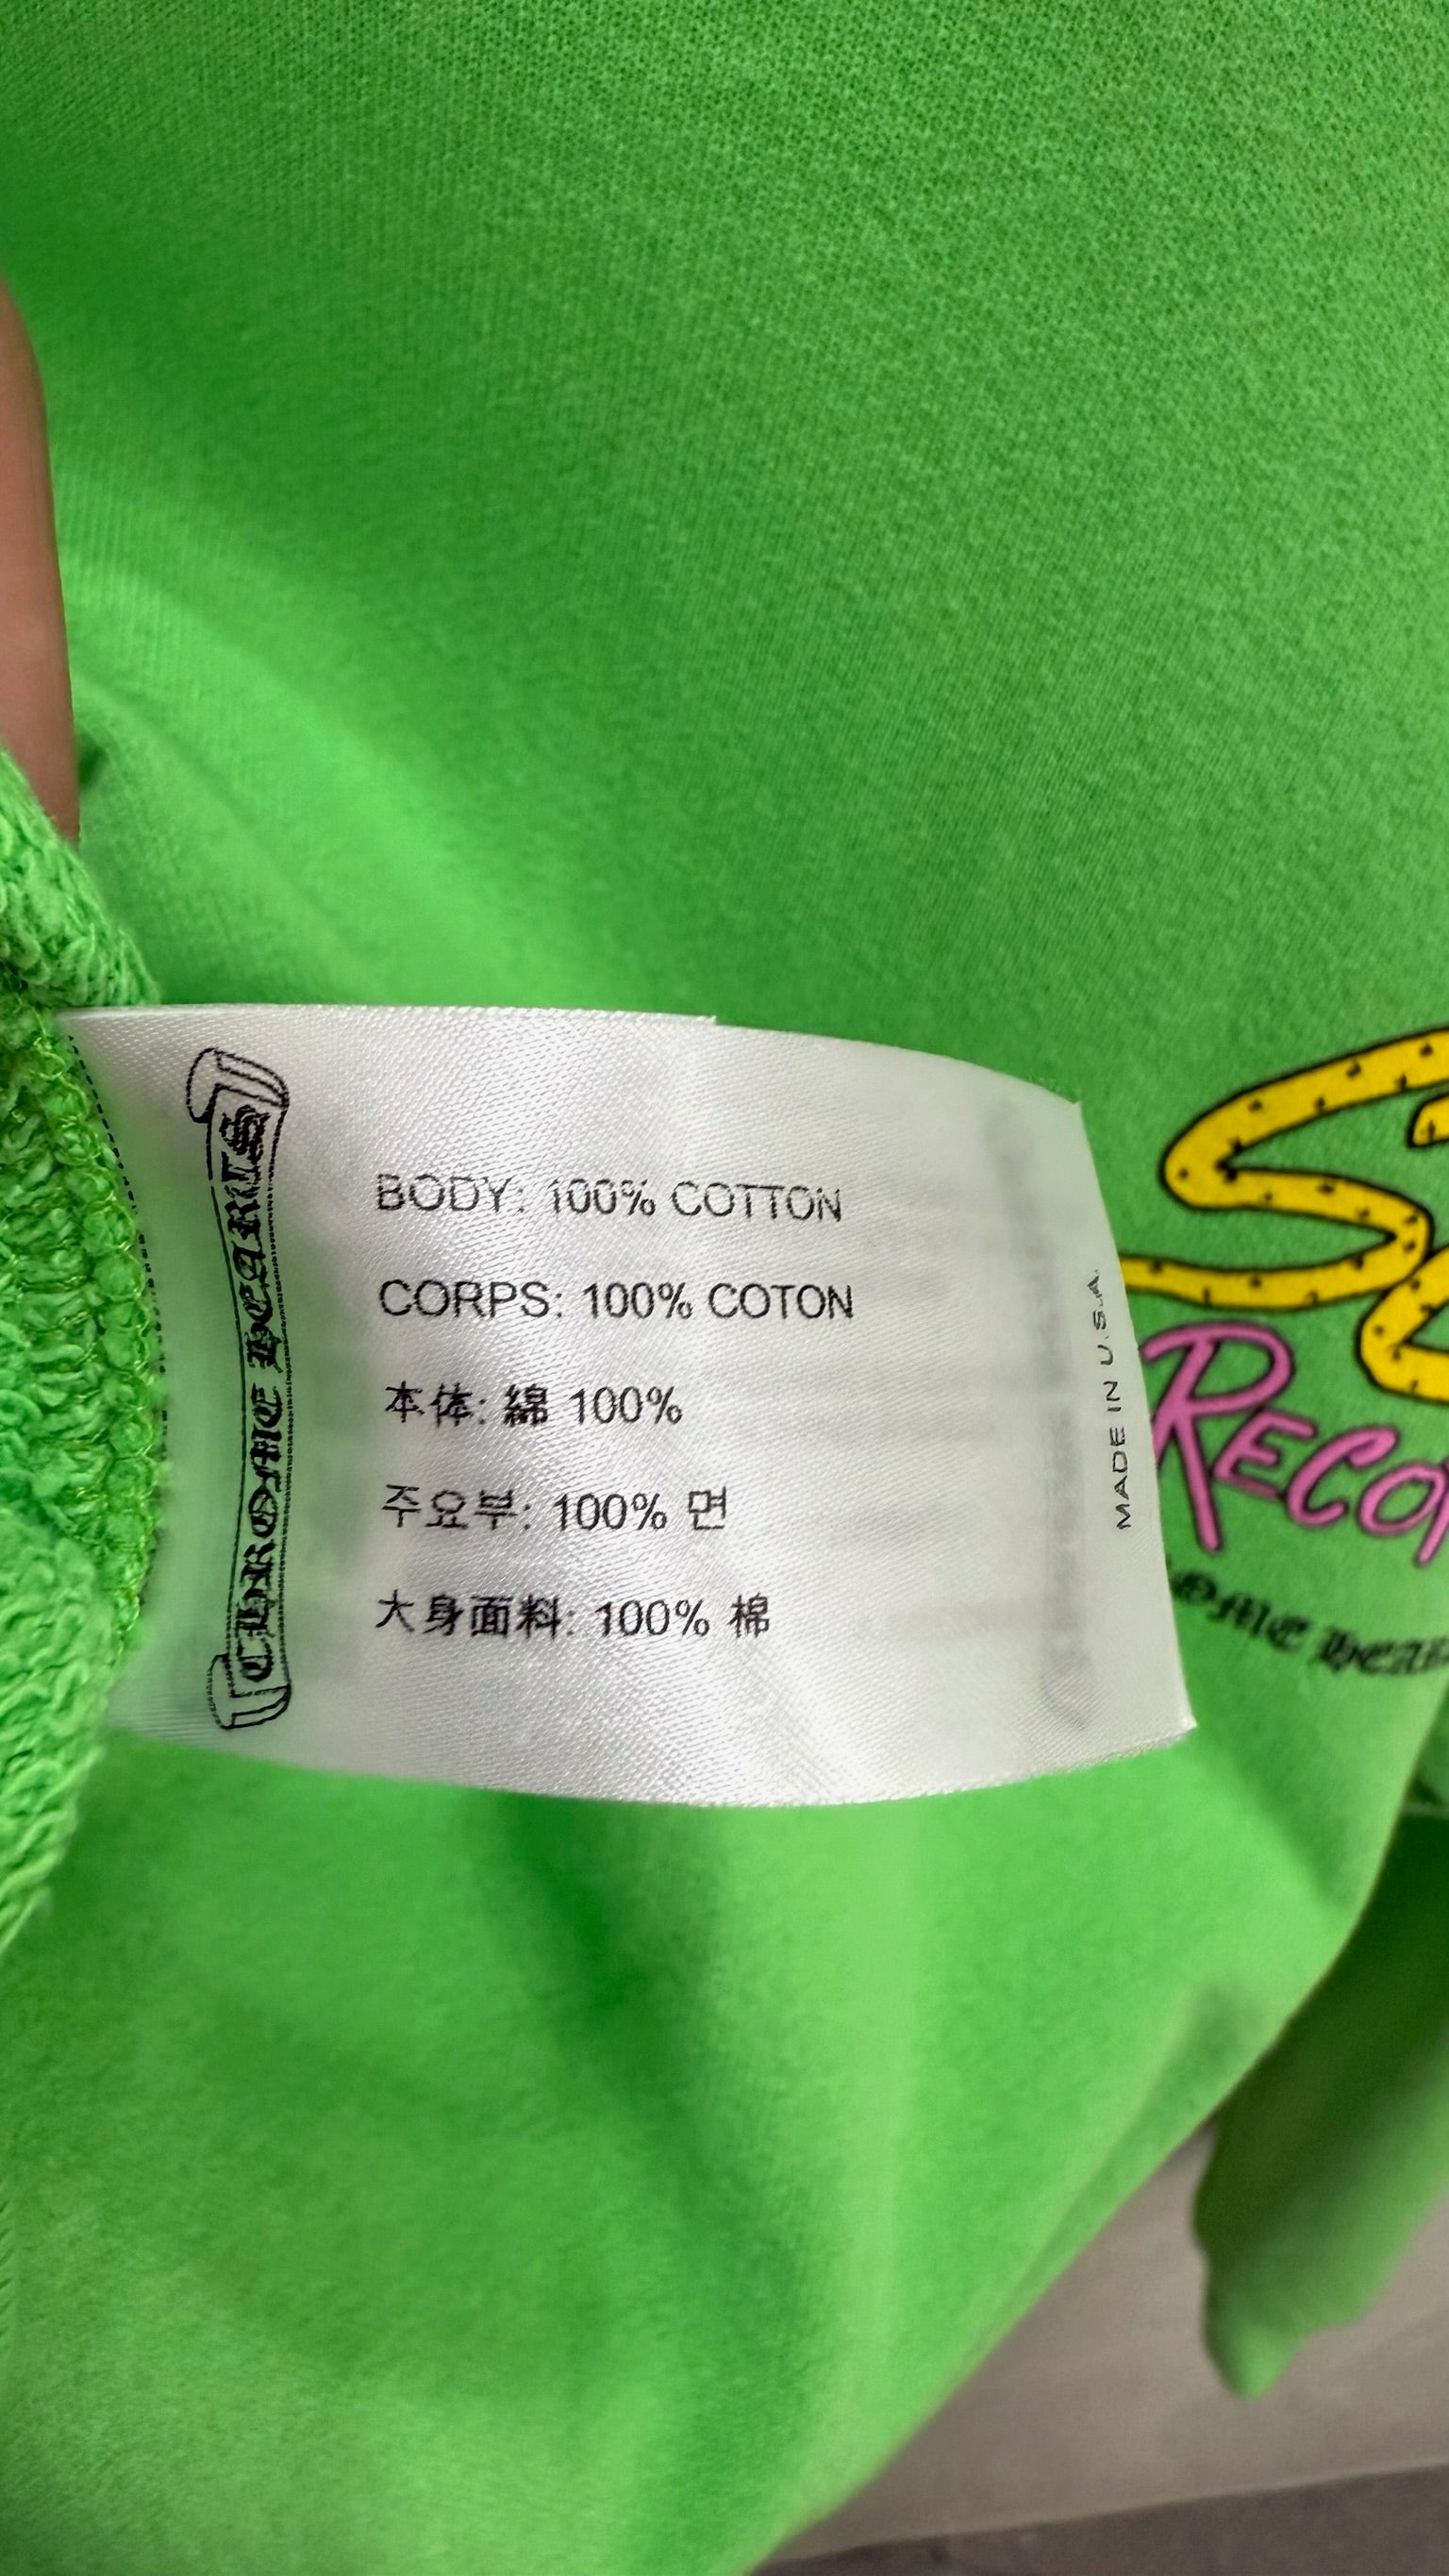 CHROME HEARTS
BODY: 100% COTTON
CORPS: 100% COTON
本体: 綿 100%
주요부: 100% 면
大身面料: 100% 棉
MADE IN U.S.A.